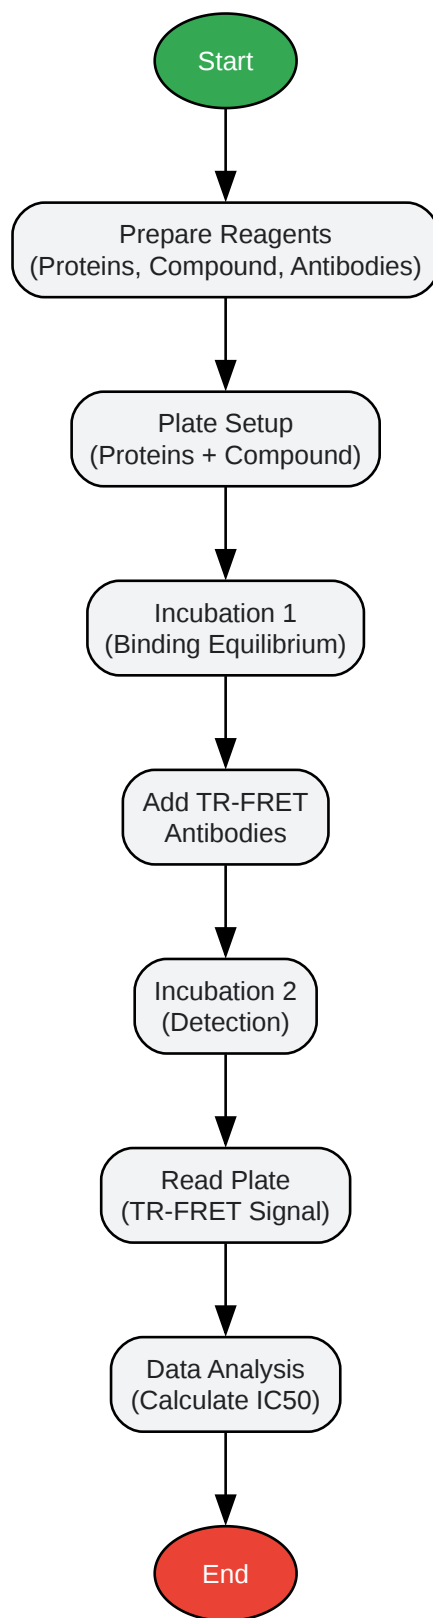 Start
Prepare Reagents
(Proteins, Compound, Antibodies)
Plate Setup
(Proteins + Compound)
Incubation 1
(Binding Equilibrium)
Add TR-FRET
Antibodies
Incubation 2
(Detection)
Read Plate
(TR-FRET Signal)
Data Analysis
(Calculate IC50)
End